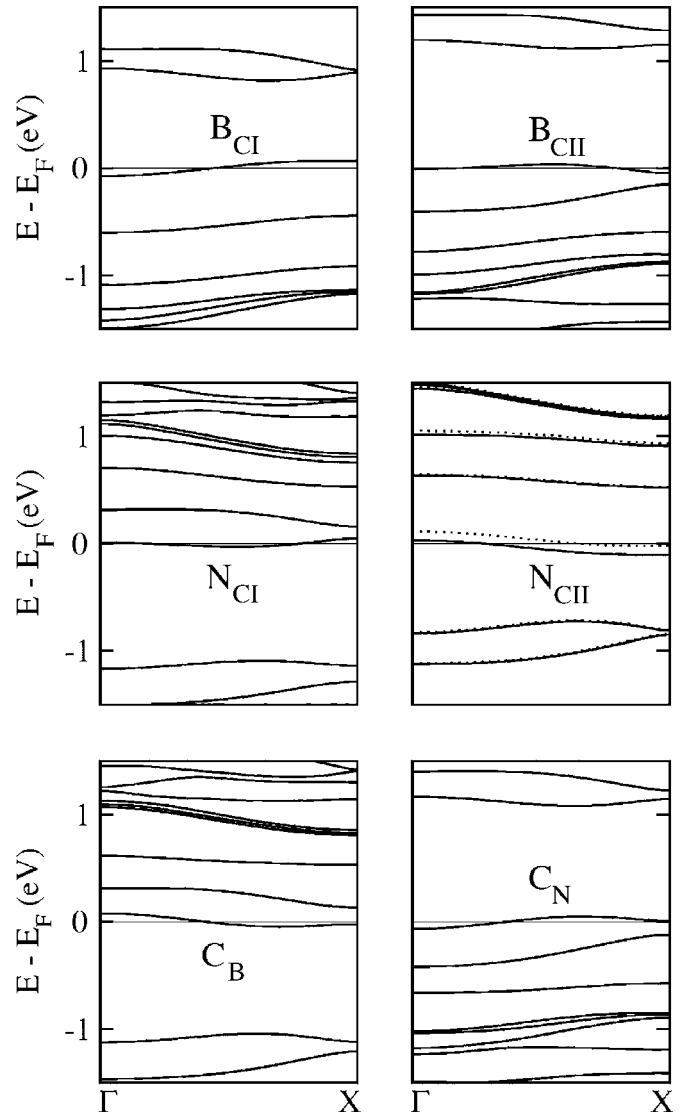 E - E_F (eV)
1
0
-1
B_CI
B_CII
E - E_F (eV)
1
0
-1
N_CI
N_CII
E - E_F (eV)
1
0
-1
C_B
C_N
Γ X Γ X